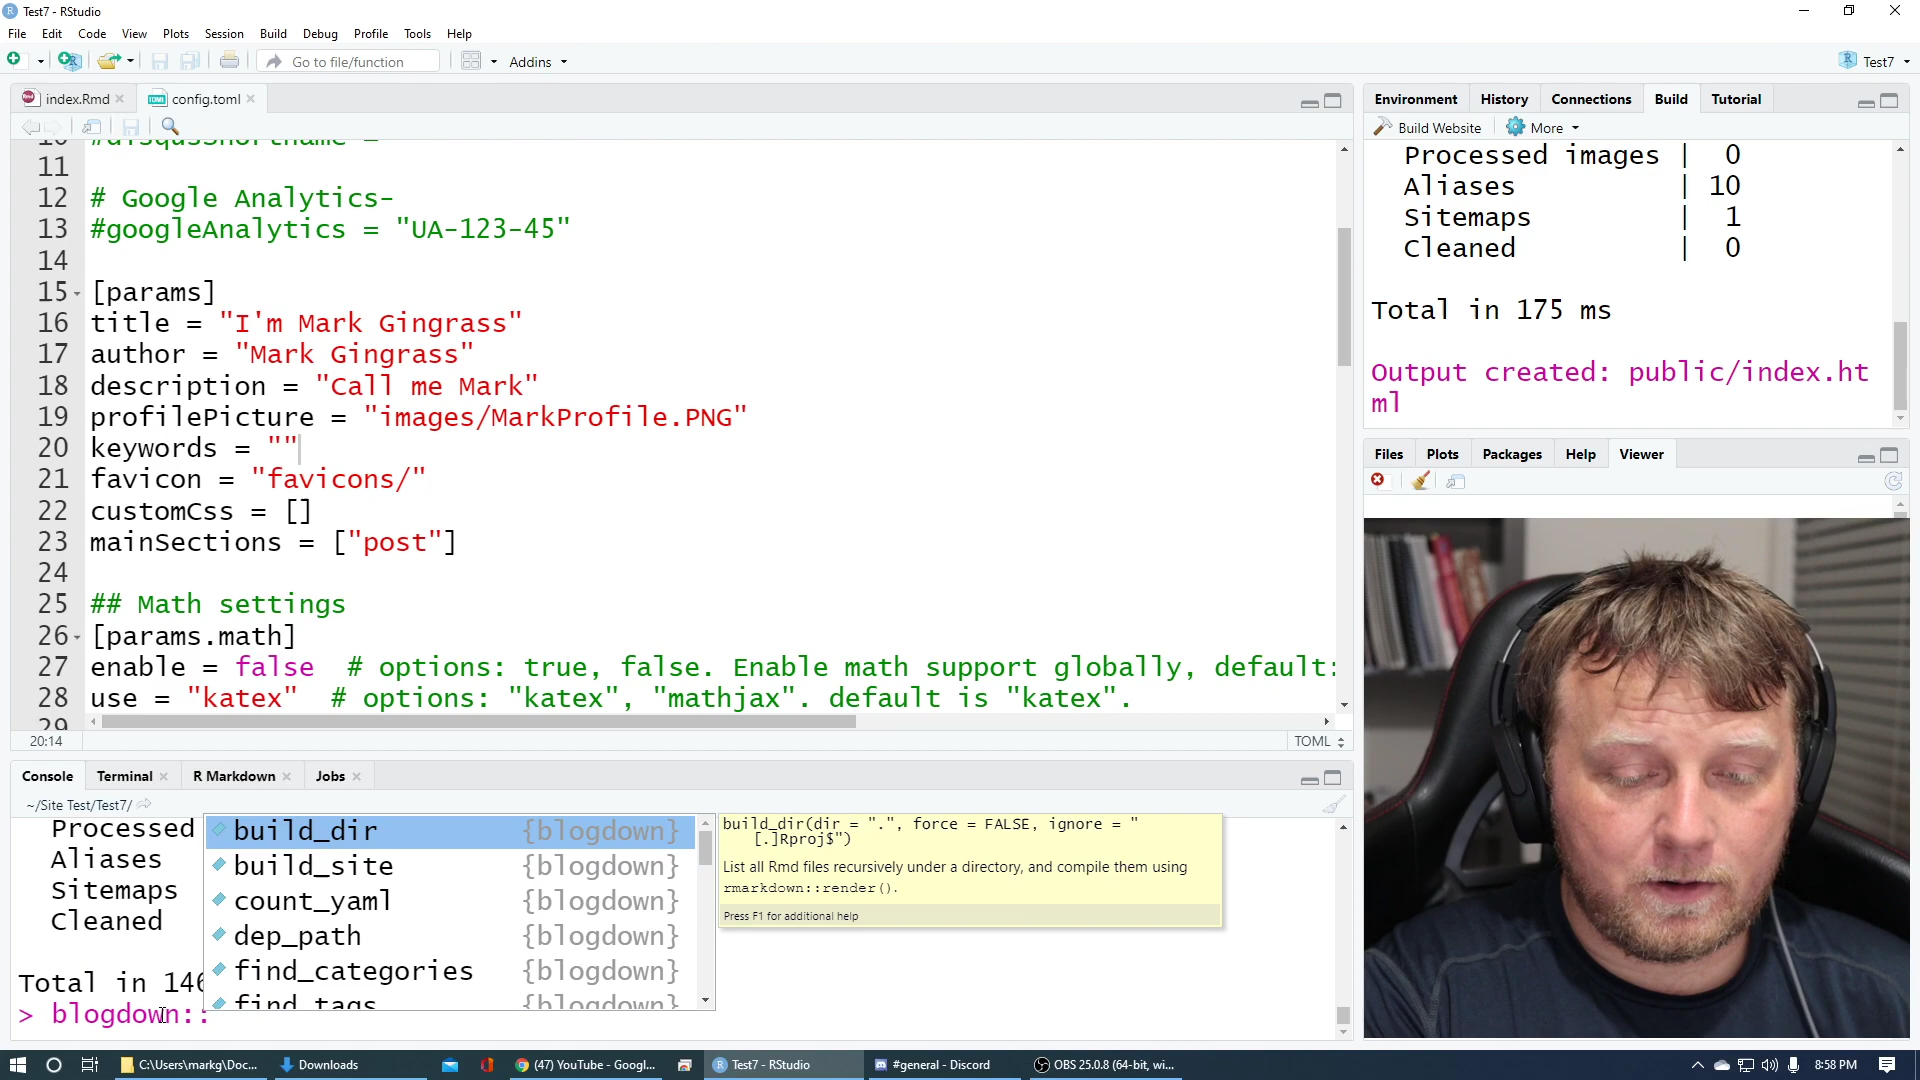 Test7 - RStudio
File Edit Code View Plots Session Build Debug Profile Tools Help
Go to file/function Addins Test7
index.Rmd config.toml
11
12 # Google Analytics-
13 #googleAnalytics = "UA-123-45"
14
15 [params]
16 title = "I'm Mark Gingrass"
17 author = "Mark Gingrass"
18 description = "Call me Mark"
19 profilePicture = "images/MarkProfile.PNG"
20 keywords = ""
21 favicon = "favicons/"
22 customCss = []
23 mainSections = ["post"]
24
25 ## Math settings
26 [params.math]
27 enable = false # options: true, false. Enable math support globally, default:
28 use = "katex" # options: "katex", "mathjax". default is "katex".
29
20:14 TOML
Console Terminal R Markdown Jobs
~/Site Test/Test7/
Processed
Aliases
Sitemaps
Cleaned
Total in 146
> blogdown::
build_dir {blogdown}
build_site {blogdown}
count_yaml {blogdown}
dep_path {blogdown}
find_categories {blogdown}
find_tags {blogdown}
build_dir(dir = ".", force = FALSE, ignore = "
[.]Rproj$")
List all Rmd files recursively under a directory, and compile them using
rmarkdown::render().
Press F1 for additional help
Environment History Connections Build Tutorial
Build Website More
Processed images | 0
Aliases | 10
Sitemaps | 1
Cleaned | 0
Total in 175 ms
Output created: public/index.ht
ml
Files Plots Packages Help Viewer
C:\Users\markg\Doc... Downloads (47) YouTube - Googl... Test7 - RStudio #general - Discord OBS 25.0.8 (64-bit, wi... 8:58 PM